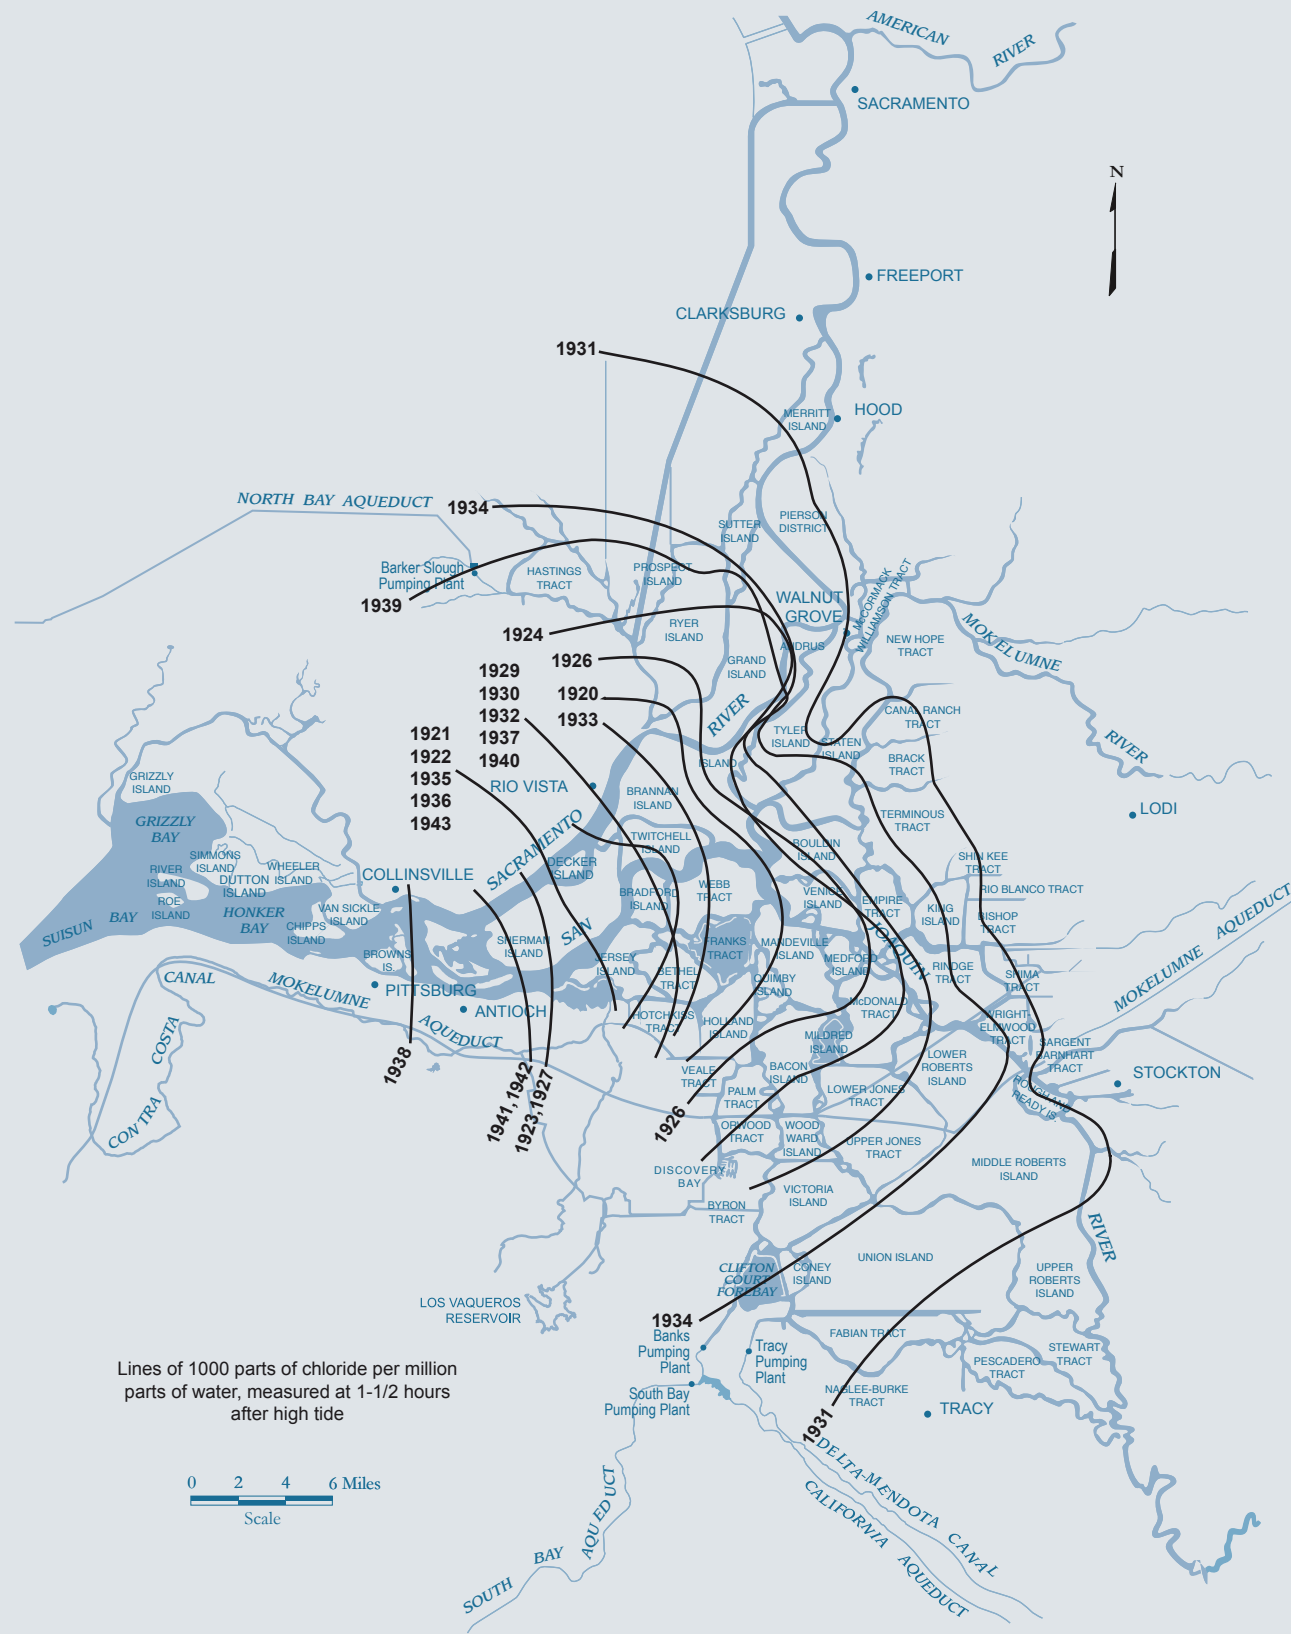 AMERICAN
RIVER
SACRAMENTO
N
FREEPORT
CLARKSBURG
1931
MERRITT
ISLAND
HOOD
NORTH BAY AQUEDUCT
1934
SUTTER
ISLAND
PIERSON
DISTRICT
Barker Slough
Pumping Plant
HASTINGS
TRACT
PROSPECT
ISLAND
1939
WALNUT
GROVE
McCORMACK
WILLIAMSON TRACT
1924
RYER
ISLAND
ANDRUS
NEW HOPE
TRACT
MOKELUMNE
RIVER
1926
GRAND
ISLAND
1929
1930
1932
1937
1940
1920
1933
RIVER
CANAL RANCH
TRACT
TYLER
ISLAND
STATEN
ISLAND
1921
1922
1935
1936
1943
ISLAND
BRACK
TRACT
GRIZZLY
ISLAND
RIO VISTA
BRANNAN
ISLAND
LODI
GRIZZLY
BAY
SACRAMENTO
TERMINOUS
TRACT
TWITCHELL
ISLAND
BOULDIN
ISLAND
SIMMONS
ISLAND
WHEELER
ISLAND
RIVER
ISLAND
DUTTON
ISLAND
COLLINSVILLE
DECKER
ISLAND
SHIN KEE
TRACT
RIO BLANCO TRACT
ROE
ISLAND
BRADFORD
ISLAND
WEBB
TRACT
VENICE
ISLAND
EMPIRE
TRACT
KING
ISLAND
BISHOP
TRACT
SUISUN BAY
HONKER
BAY
VAN SICKLE
ISLAND
CHIPPS
ISLAND
SAN
JOAQUIN
MOKELUMNE AQUEDUCT
BROWNS
IS.
SHERMAN
ISLAND
FRANKS
TRACT
MANDEVILLE
ISLAND
JERSEY
ISLAND
BETHEL
TRACT
MEDFORD
ISLAND
RINDGE
TRACT
SHIMA
TRACT
QUIMBY
ISLAND
CANAL
MOKELUMNE
AQUEDUCT
PITTSBURG
ANTIOCH
McDONALD
TRACT
HOTCHKISS
TRACT
HOLLAND
ISLAND
WRIGHT-
ELMWOOD
TRACT
MILDRED
ISLAND
SARGENT
BARNHART
TRACT
CONTRA
COSTA
1938
VEALE
TRACT
BACON
ISLAND
LOWER
ROBERTS
ISLAND
STOCKTON
PALM
TRACT
LOWER JONES
TRACT
ROUGH AND
READY IS.
1941, 1942
1923,1927
1926
ORWOOD
TRACT
WOOD
WARD
ISLAND
UPPER JONES
TRACT
MIDDLE ROBERTS
ISLAND
DISCOVERY
BAY
VICTORIA
ISLAND
BYRON
TRACT
RIVER
UNION ISLAND
CLIFTON
COURT
FOREBAY
CONEY
ISLAND
UPPER
ROBERTS
ISLAND
LOS VAQUEROS
RESERVOIR
1934
Banks
Pumping
Plant
Tracy
Pumping
Plant
FABIAN TRACT
STEWART
TRACT
PESCADERO
TRACT
South Bay
Pumping Plant
NAGLEE-BURKE
TRACT
TRACY
1931
Lines of 1000 parts of chloride per million
parts of water, measured at 1-1/2 hours
after high tide
DELTA-MENDOTA CANAL
CALIFORNIA AQUEDUCT
0 2 4 6 Miles
Scale
SOUTH BAY AQUEDUCT